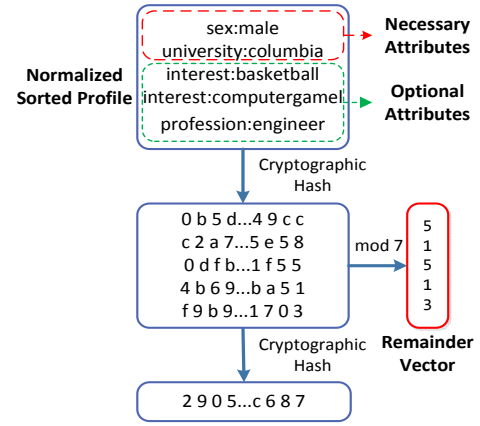 Normalized
Sorted Profile
sex:male
university:columbia
interest:basketball
interest:computergamel
profession:engineer
Necessary
Attributes
Optional
Attributes
Cryptographic
Hash
0 b 5 d...4 9 c c
c 2 a 7...5 e 5 8
0 d f b...1 f 5 5
4 b 6 9...b a 5 1
f 9 b 9...1 7 0 3
mod 7
5
1
5
1
3
Remainder
Vector
Cryptographic
Hash
2 9 0 5...c 6 8 7